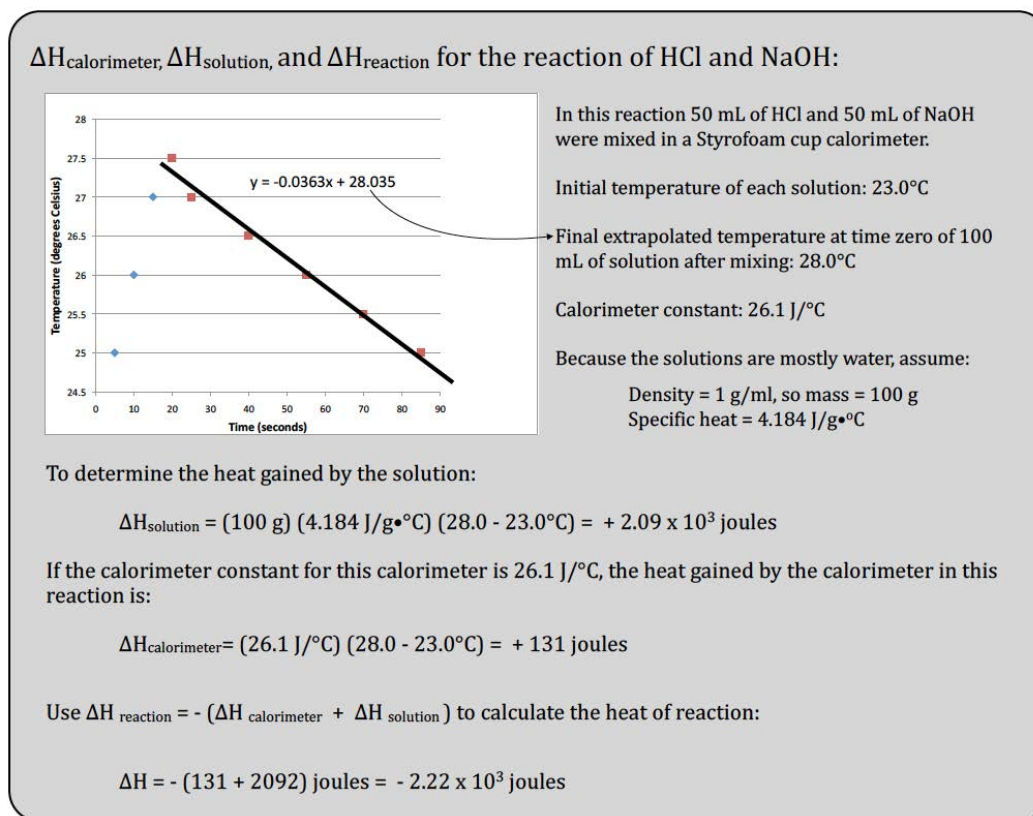 ΔHcalorimeter, ΔHsolution, and ΔHreaction for the reaction of HCl and NaOH:
28
27.5
27
26.5
26
25.5
25
24.5
Temperature (degrees Celsius)
y = -0.0363x + 28.035
0 10 20 30 40 50 60 70 80 90
Time (seconds)
In this reaction 50 mL of HCl and 50 mL of NaOH
were mixed in a Styrofoam cup calorimeter.
Initial temperature of each solution: 23.0°C
Final extrapolated temperature at time zero of 100
mL of solution after mixing: 28.0°C
Calorimeter constant: 26.1 J/°C
Because the solutions are mostly water, assume:
Density = 1 g/ml, so mass = 100 g
Specific heat = 4.184 J/g•°C
To determine the heat gained by the solution:
ΔHsolution = (100 g) (4.184 J/g•°C) (28.0 - 23.0°C) = + 2.09 x 10³ joules
If the calorimeter constant for this calorimeter is 26.1 J/°C, the heat gained by the calorimeter in this
reaction is:
ΔHcalorimeter= (26.1 J/°C) (28.0 - 23.0°C) = + 131 joules
Use ΔH reaction = - (ΔH calorimeter + ΔH solution ) to calculate the heat of reaction:
ΔH = - (131 + 2092) joules = - 2.22 x 10³ joules